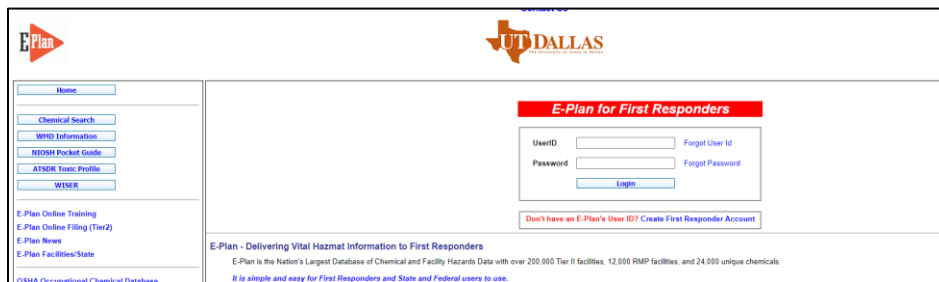 Contact Us
E Plan
UT DALLAS
The University of Texas at Dallas
Home
Chemical Search
WMD Information
NIOSH Pocket Guide
ATSDR Toxic Profile
WISER
E-Plan Online Training
E-Plan Online Filing (Tier2)
E-Plan News
E-Plan Facilities/State
OSHA Occupational Chemical Database
E-Plan for First Responders
UserID Forgot User Id
Password Forgot Password
Login
Don't have an E-Plan's User ID? Create First Responder Account
E-Plan - Delivering Vital Hazmat Information to First Responders
E-Plan is the Nation's Largest Database of Chemical and Facility Hazards Data with over 200,000 Tier II facilities, 12,000 RMP facilities, and 24,000 unique chemicals.
It is simple and easy for First Responders and State and Federal users to use.